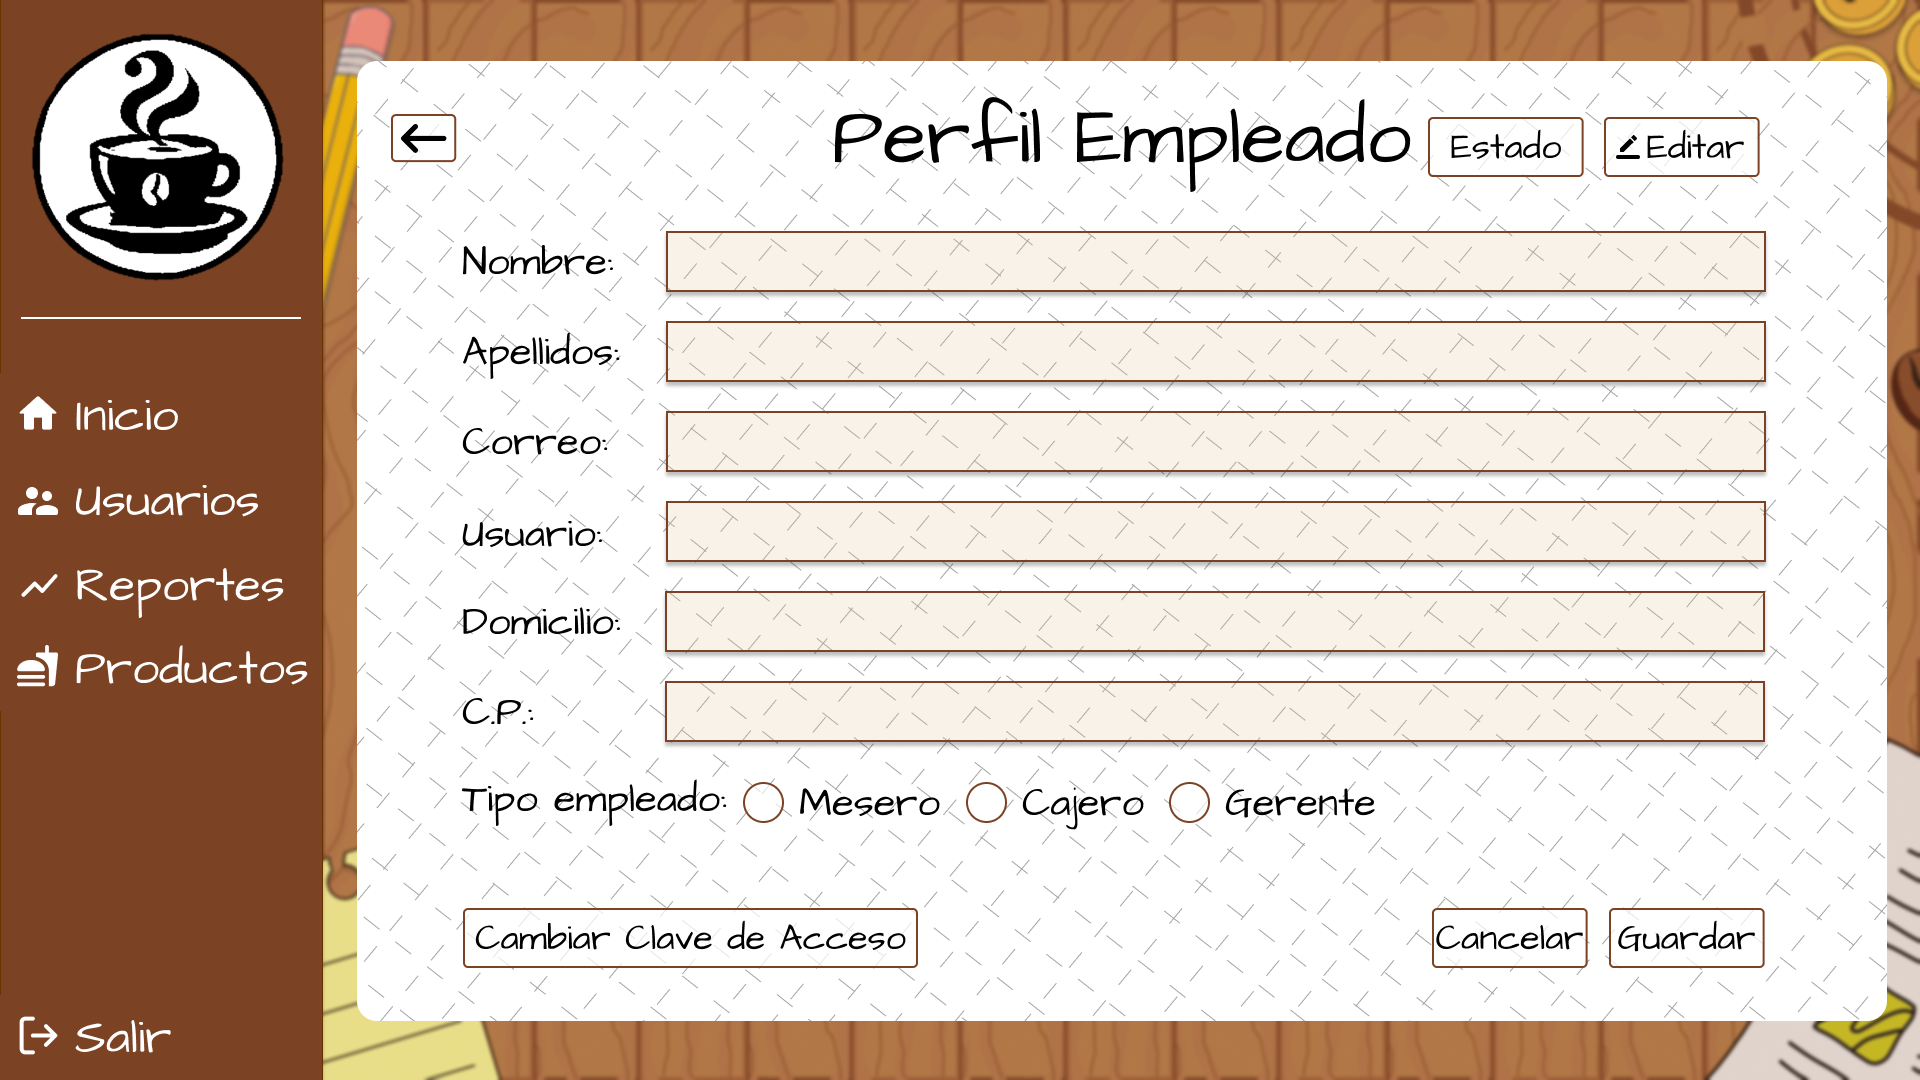 Perfil Empleado
Estado
Editar
Nombre:
Apellidos:
Correo:
Usuario:
Domicilio:
C.P.:
Tipo empleado: Mesero Cajero Gerente
Cambiar Clave de Acceso
Cancelar
Guardar
Inicio
Usuarios
Reportes
Productos
Salir